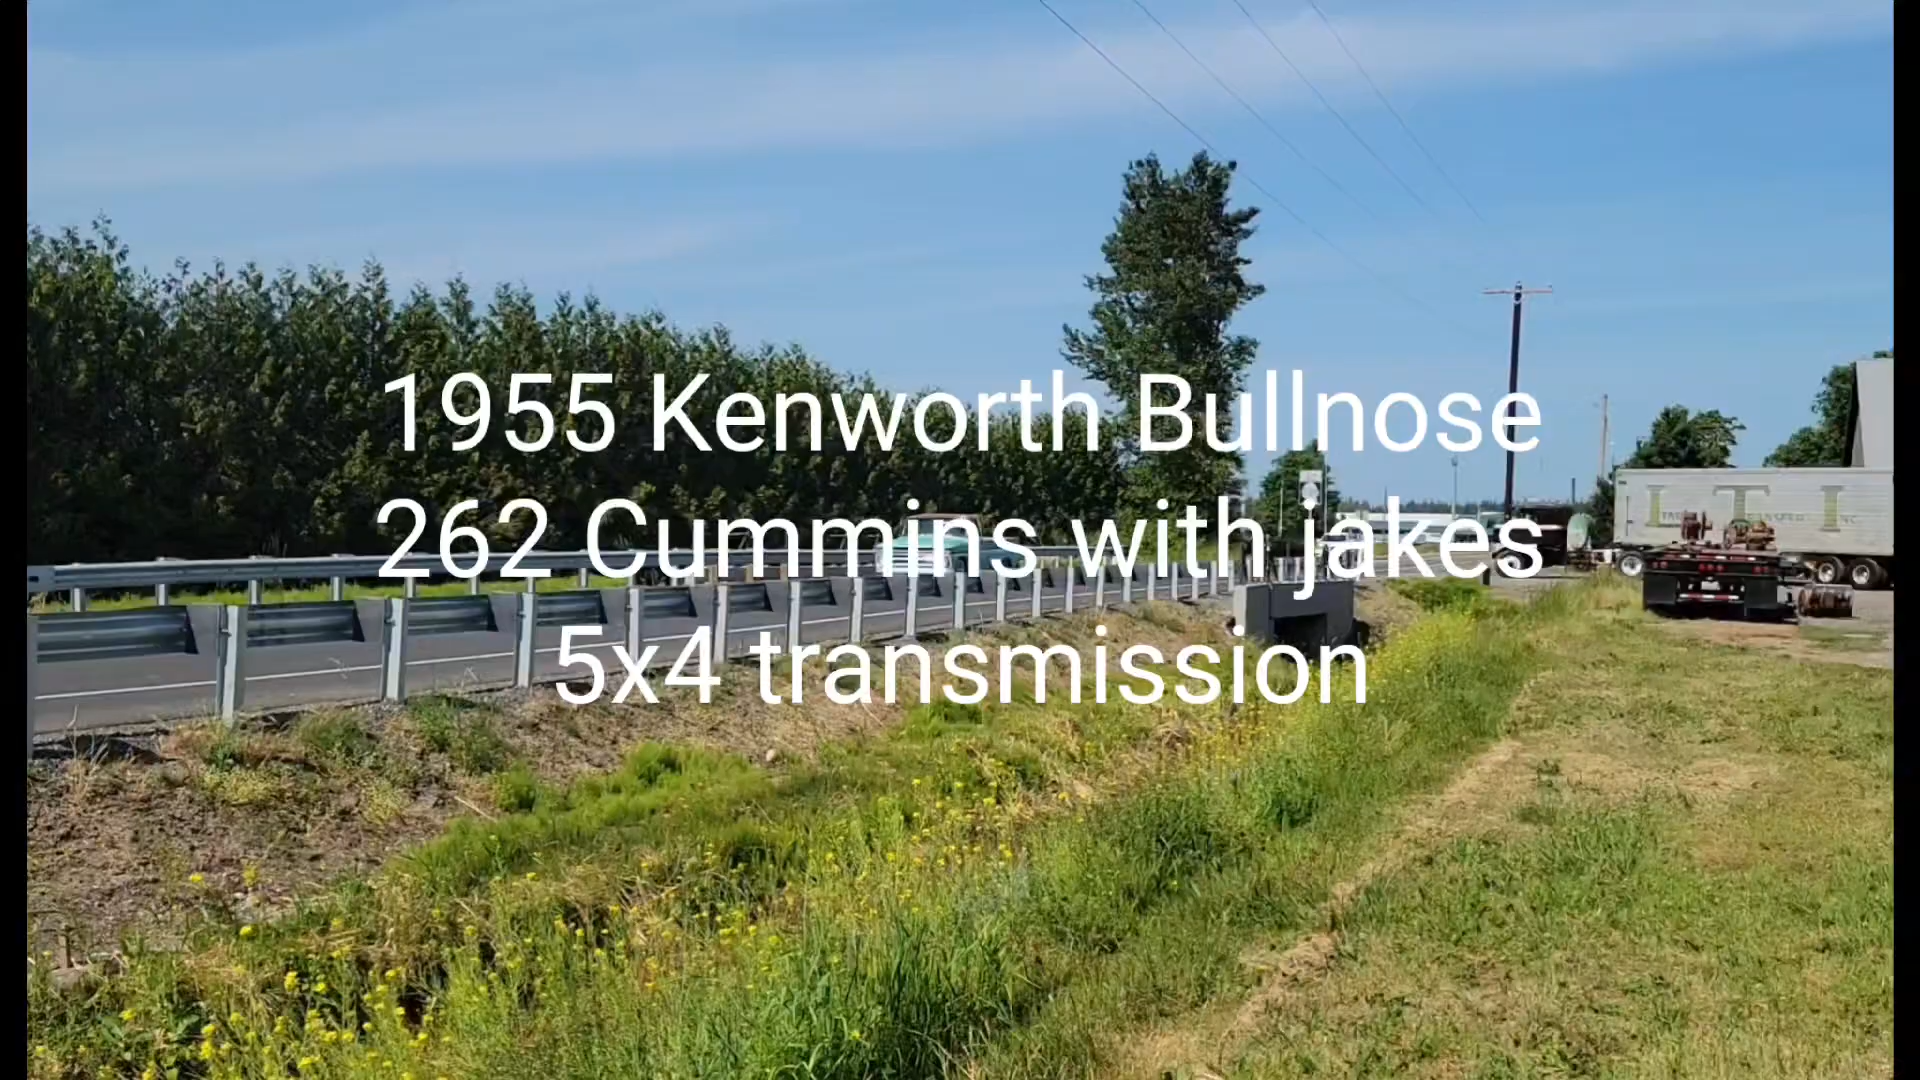 1955 Kenworth Bullnose
262 Cummins with jakes
5x4 transmission
I T I